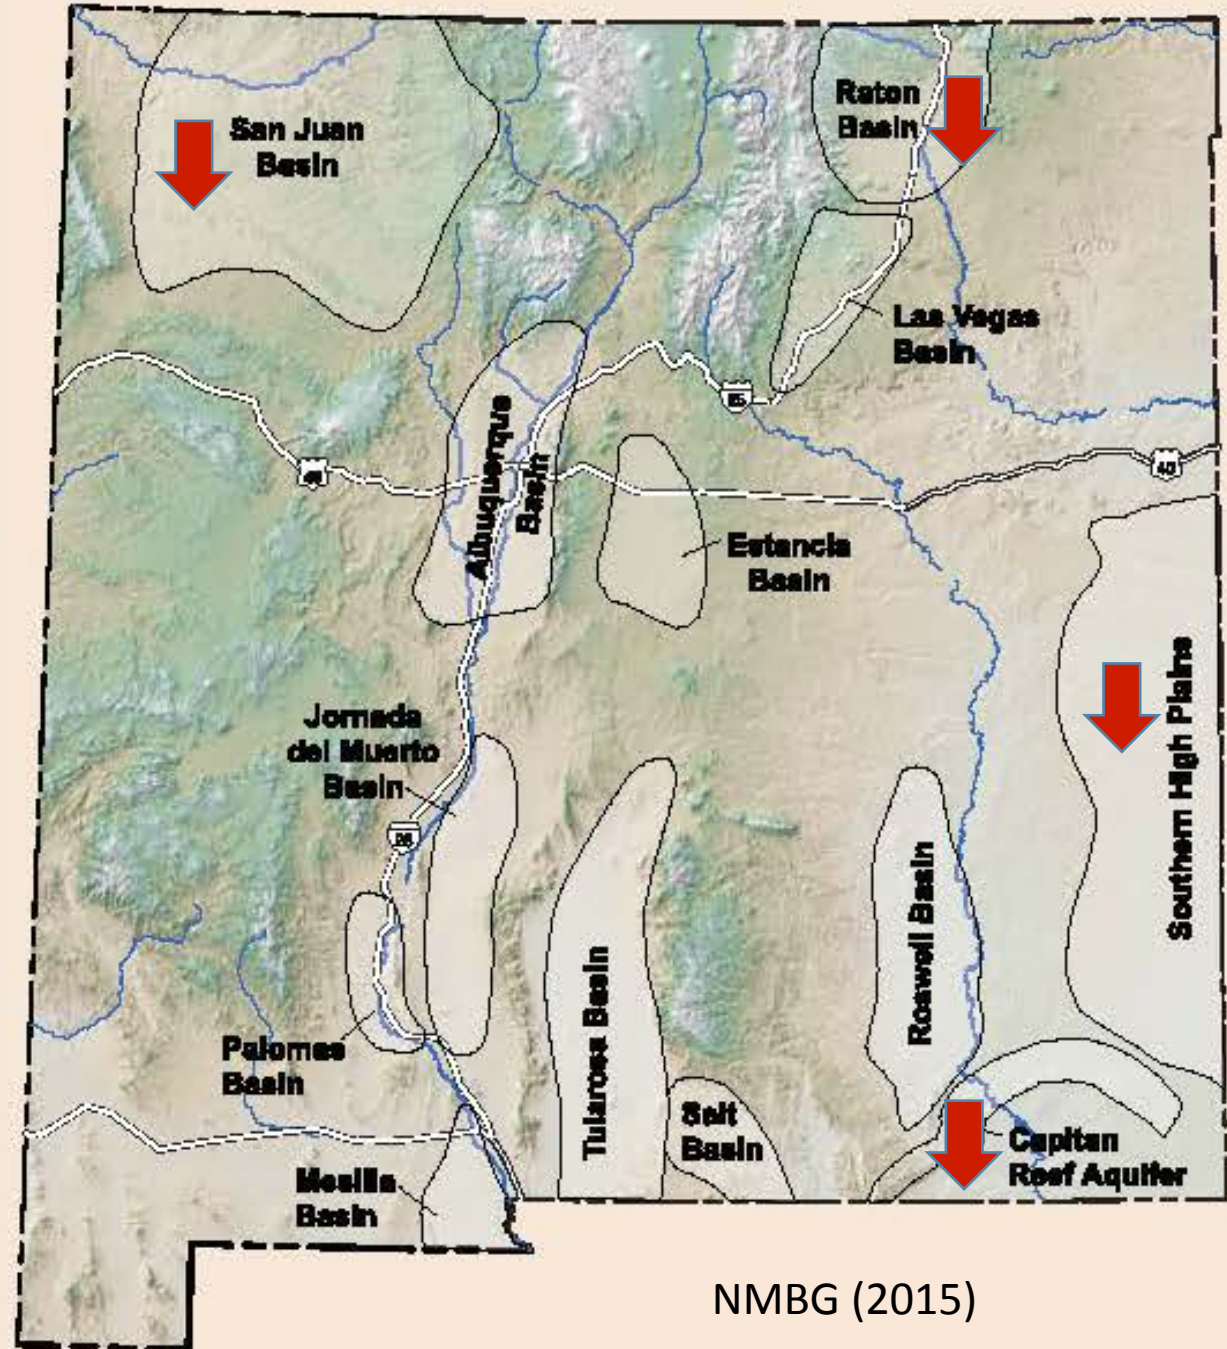 San Juan
Basin
Raton
Basin
Las Vegas
Basin
Albuquerque
Basin
40
Estancia
Basin
Southern High Plains
Jornada
del Muerto
Basin
Roswell Basin
Tularosa Basin
Palomas
Basin
Salt
Basin
Capitan
Reef Aquifer
Mesilla
Basin
NMBG (2015)